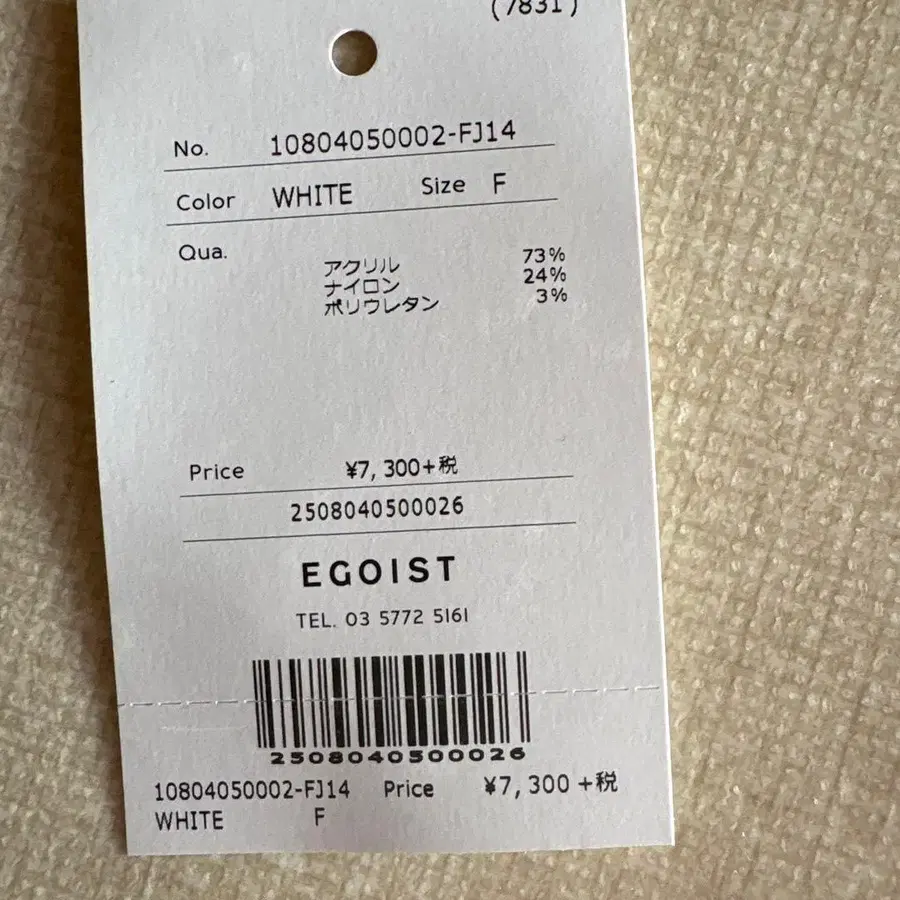 (7831)
No. 10804050002-FJ14
Color WHITE Size F
Qua.
アクリル 73%
ナイロン 24%
ポリウレタン 3%
Price ¥7,300+税
2508040500026
EGOIST
TEL. 03 5772 5161
2508040500026
10804050002-FJ14 Price ¥7,300+税
WHITE F